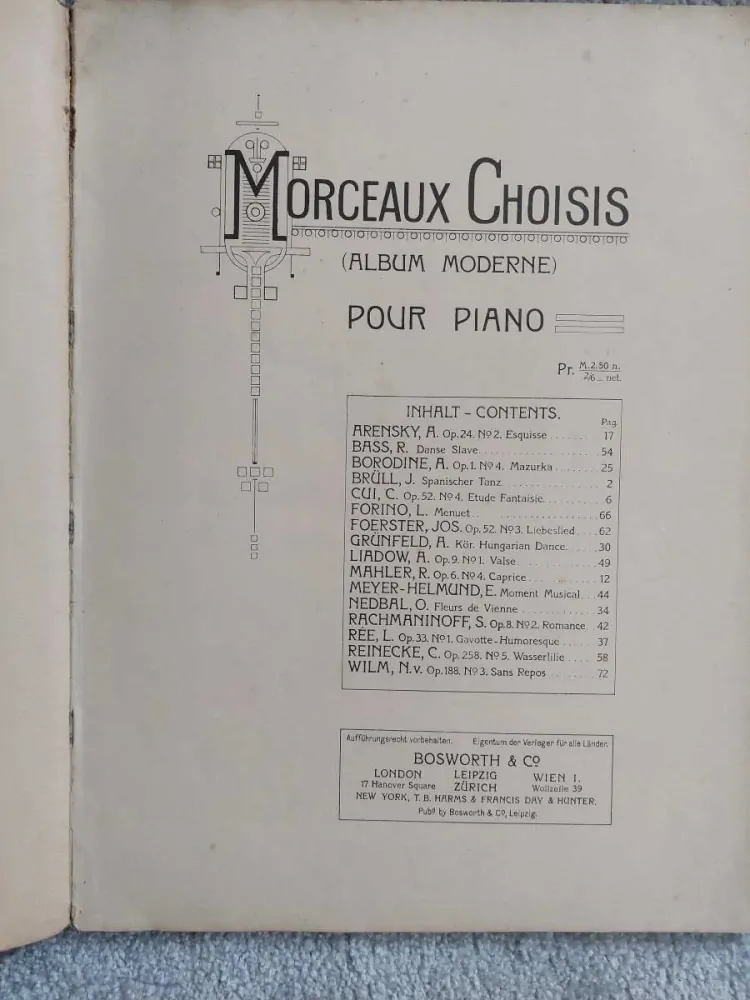 MORCEAUX CHOISIS
(ALBUM MODERNE)
POUR PIANO
Pr. M.2.50 n.
2/6 net.
INHALT - CONTENTS.
Pag.
ARENSKY, A. Op. 24. No 2. Esquisse ....... 17
BASS, R. Danse Slave ....... 54
BORODINE, A. Op. 1. No 4. Mazurka ....... 25
BRÜLL, J. Spanischer Tanz ....... 2
CUI, C. Op. 52. No 4. Etude Fantaisie. ....... 6
FORINO, L. Menuet ....... 66
FOERSTER, JOS. Op. 52. No 3. Liebeslied ....... 62
GRÜNFELD, A. Kör. Hungarian Dance. ....... 30
LIADOW, A. Op. 9. No 1. Valse ....... 49
MAHLER, R. Op. 6. No 4. Caprice ....... 12
MEYER-HELMUND, E. Moment Musical ....... 44
NEDBAL, O. Fleurs de Vienne ....... 34
RACHMANINOFF, S. Op. 8. No 2. Romance 42
RÉE, L. Op. 33. No 1. Gavotte-Humoresque ....... 37
REINECKE, C. Op. 258. No 5. Wasserlilie ....... 58
WILM, N.v. Op. 188. No 3. Sans Repos ....... 72
Aufführungsrecht vorbehalten. Eigentum der Verleger für alle Länder.
BOSWORTH & Co
LONDON LEIPZIG WIEN I.
17 Hanover Square ZÜRICH Wollzeile 39
NEW YORK, T. B. HARMS & FRANCIS DAY & HUNTER.
Pubd by Bosworth & Co, Leipzig.